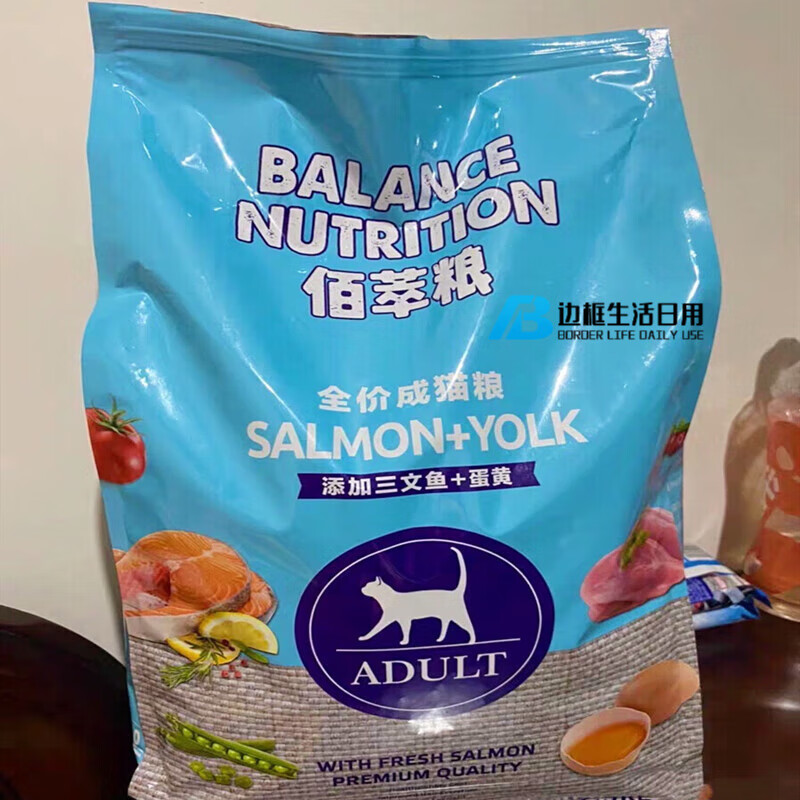 BALANCE
NUTRITION
佰萃粮
边框生活日用
BORDER LIFE DAILY USE
全价成猫粮
SALMON+YOLK
添加三文鱼+蛋黄
ADULT
WITH FRESH SALMON
PREMIUM QUALITY